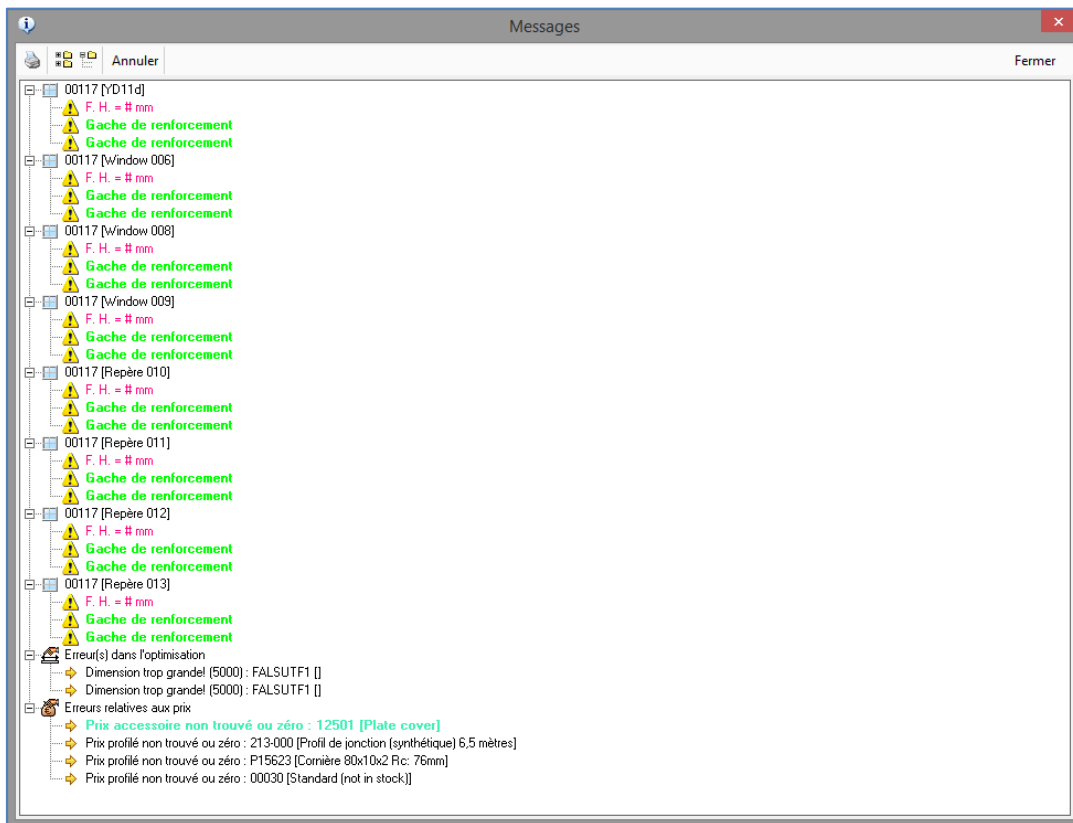 Messages
Annuler
Fermer
00117 [YD11d]
F. H. = # mm
Gache de renforcement
Gache de renforcement
00117 [Window 006]
F. H. = # mm
Gache de renforcement
Gache de renforcement
00117 [Window 008]
F. H. = # mm
Gache de renforcement
Gache de renforcement
00117 [Window 009]
F. H. = # mm
Gache de renforcement
Gache de renforcement
00117 [Repère 010]
F. H. = # mm
Gache de renforcement
Gache de renforcement
00117 [Repère 011]
F. H. = # mm
Gache de renforcement
Gache de renforcement
00117 [Repère 012]
F. H. = # mm
Gache de renforcement
Gache de renforcement
00117 [Repère 013]
F. H. = # mm
Gache de renforcement
Gache de renforcement
Erreur(s) dans l'optimisation
Dimension trop grande! (5000) : FALSUTF1 []
Dimension trop grande! (5000) : FALSUTF1 []
Erreurs relatives aux prix
Prix accessoire non trouvé ou zéro : 12501 [Plate cover]
Prix profilé non trouvé ou zéro : 213-000 [Profil de jonction (synthétique) 6,5 mètres]
Prix profilé non trouvé ou zéro : P15623 [Cornière 80x10x2 Rc: 76mm]
Prix profilé non trouvé ou zéro : 00030 [Standard (not in stock)]